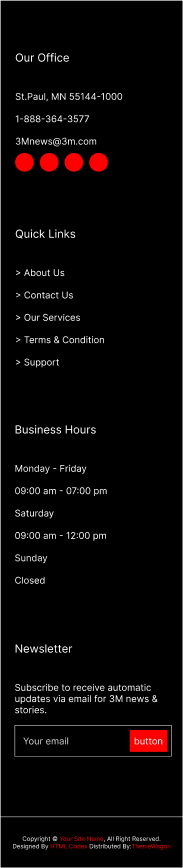 Our Office
St.Paul, MN 55144-1000
1-888-364-3577
3Mnews@3m.com
Quick Links
> About Us
> Contact Us
> Our Services
> Terms & Condition
> Support
Business Hours
Monday - Friday
09:00 am - 07:00 pm
Saturday
09:00 am - 12:00 pm
Sunday
Closed
Newsletter
Subscribe to receive automatic
updates via email for 3M news &
stories.
Your email button
Copyright © Your Site Name, All Right Reserved.
Designed By HTML Codex Distributed By:ThemeWagon